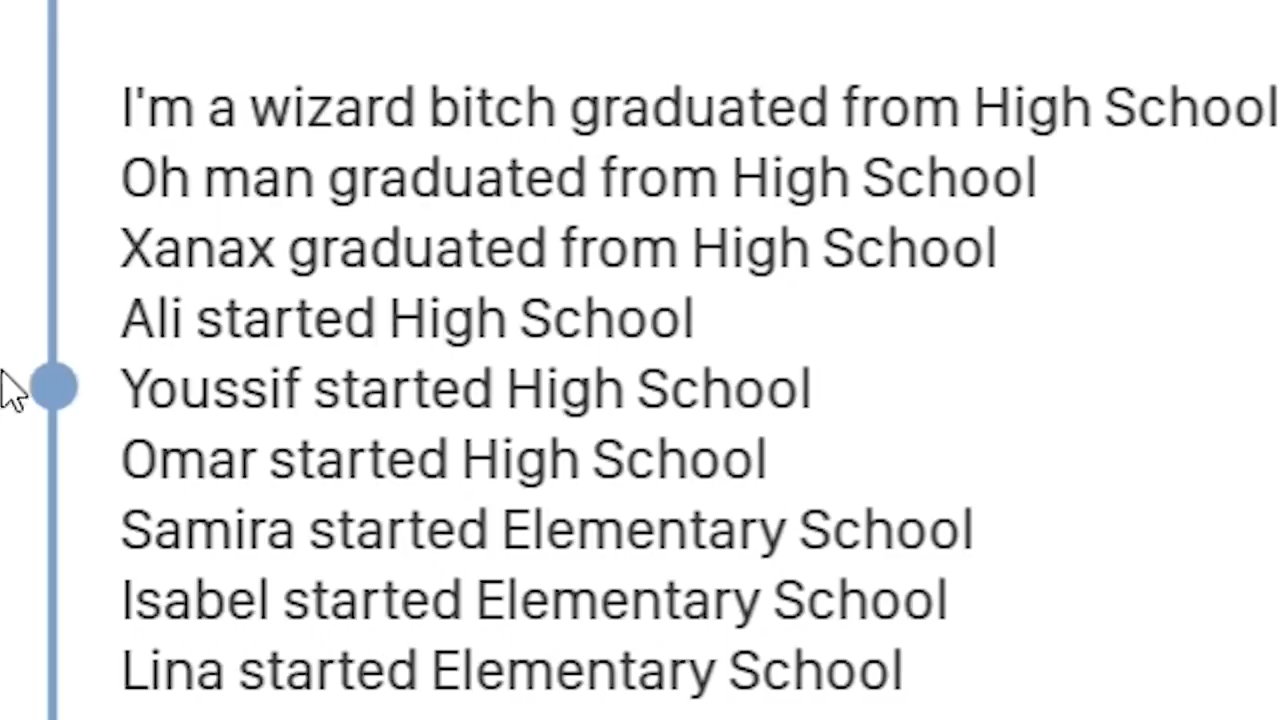 I'm a wizard bitch graduated from High School
Oh man graduated from High School
Xanax graduated from High School
Ali started High School
Youssif started High School
Omar started High School
Samira started Elementary School
Isabel started Elementary School
Lina started Elementary School